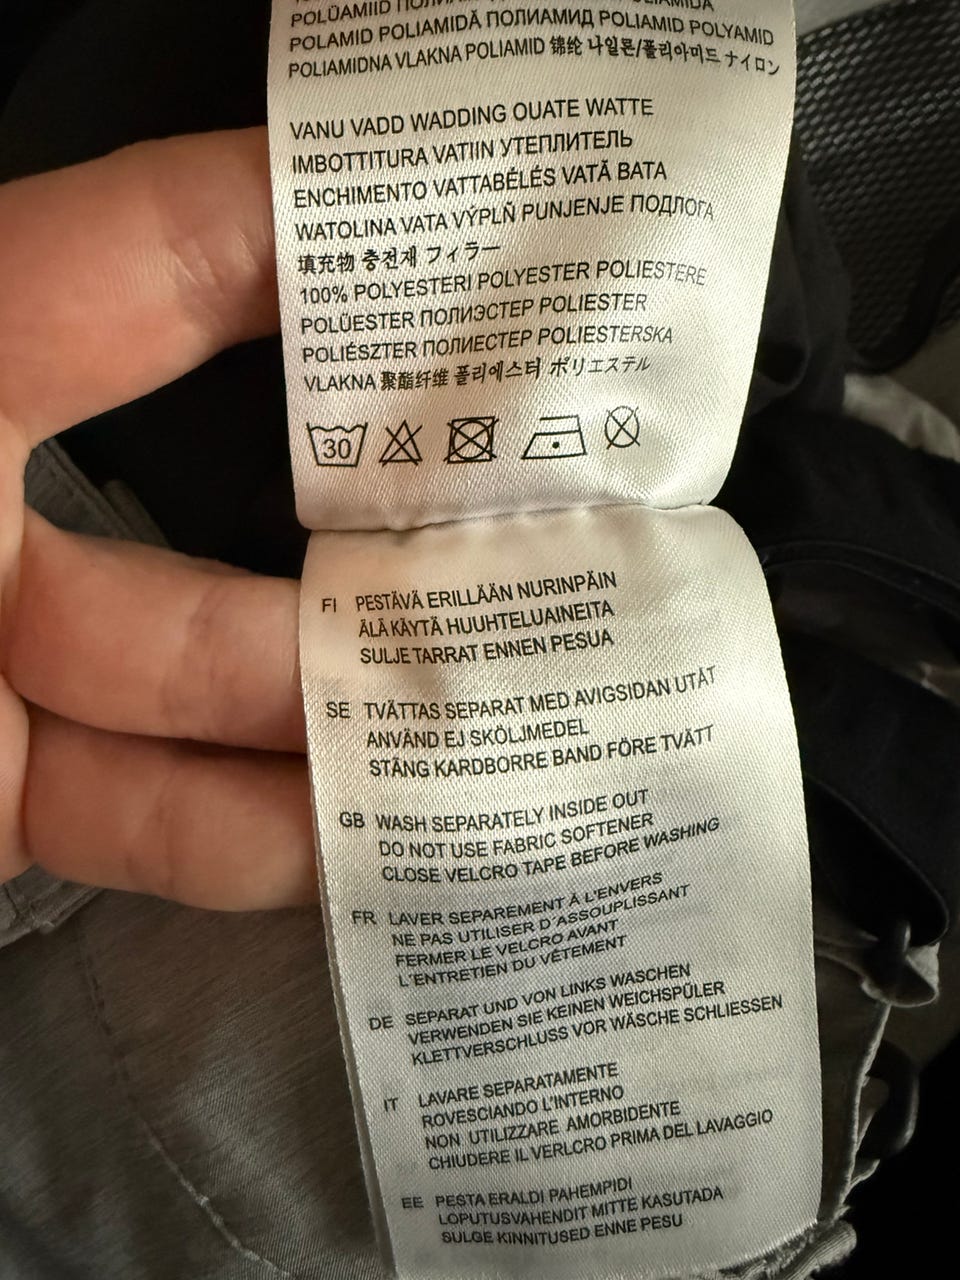 POLÜAMIID
POLAMID POLIAMIDĂ ПОЛИАМИД POLIAMID POLYAMID
POLIAMIDNA VLAKNA POLIAMID 锦纶 나일론/폴리아미드 ナイロン
VANU VADD WADDING OUATE WATTE
IMBOTTITURA VATIIN УТЕПЛИТЕЛЬ
ENCHIMENTO VATTABÉLÉS VATĂ BATA
WATOLINA VATA VÝPLŇ PUNJENJE ПОДЛОГА
填充物 충전재 フィラー
100% POLYESTERI POLYESTER POLIESTERE
POLÜESTER ПОЛИЭСТЕР POLIESTER
POLIÉSZTER ПОЛИЕСТЕР POLIESTERSKA
VLAKNA 聚酯纤维 폴리에스터 ポリエステル
30
FI PESTÄVÄ ERILLÄÄN NURINPÄIN
ÄLÄ KÄYTÄ HUUHTELUAINEITA
SULJE TARRAT ENNEN PESUA
SE TVÄTTAS SEPARAT MED AVIGSIDAN UTÅT
ANVÄND EJ SKÖLJMEDEL
STÄNG KARDBORRE BAND FÖRE TVÄTT
GB WASH SEPARATELY INSIDE OUT
DO NOT USE FABRIC SOFTENER
CLOSE VELCRO TAPE BEFORE WASHING
FR LAVER SEPAREMENT À L'ENVERS
NE PAS UTILISER D´ASSOUPLISSANT
FERMER LE VELCRO AVANT
L´ENTRETIEN DU VÊTEMENT
DE SEPARAT UND VON LINKS WASCHEN
VERWENDEN SIE KEINEN WEICHSPÜLER
KLETTVERSCHLUSS VOR WÄSCHE SCHLIESSEN
IT LAVARE SEPARATAMENTE
ROVESCIANDO L'INTERNO
NON UTILIZZARE AMORBIDENTE
CHIUDERE IL VERLCRO PRIMA DEL LAVAGGIO
EE PESTA ERALDI PAHEMPIDI
LOPUTUSVAHENDIT MITTE KASUTADA
SULGE KINNITUSED ENNE PESU